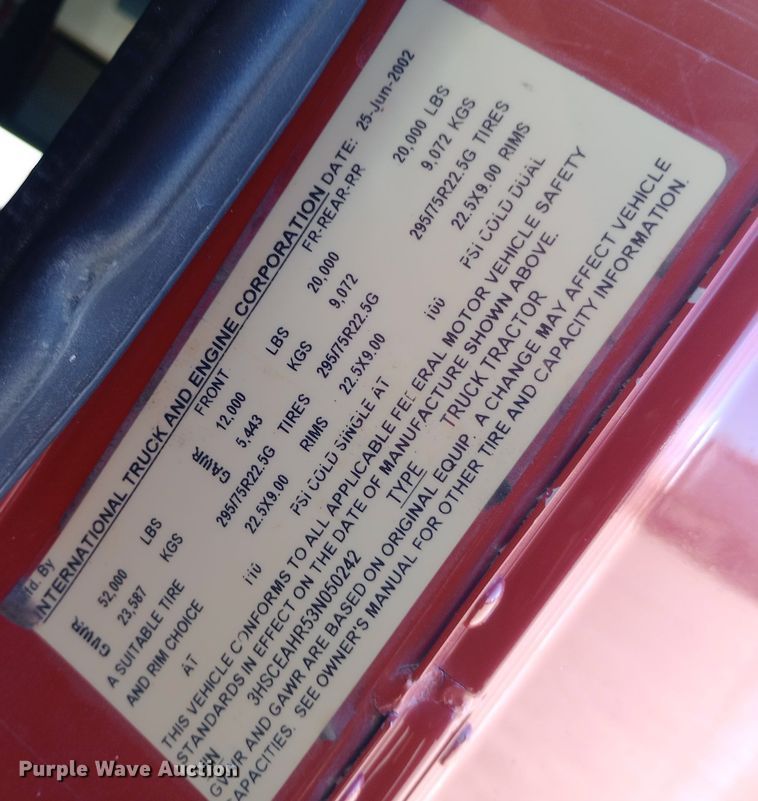 fd. By
INTERNATIONAL TRUCK AND ENGINE CORPORATION DATE: 25-Jun-2002
FRONT FR-REAR-RR
GVWR 52,000 LBS GAWR 12,000 LBS 20,000 20,000 LBS
23,587 KGS 5,443 KGS 9,072 9,072 KGS
A SUITABLE TIRE 295/75R22.5G TIRES 295/75R22.5G 295/75R22.5G TIRES
AND RIM CHOICE 22.5X9.00 RIMS 22.5X9.00 22.5X9.00 RIMS
AT 110 PSI COLD SINGLE AT 100 PSI COLD DUAL
THIS VEHICLE CONFORMS TO ALL APPLICABLE FEDERAL MOTOR VEHICLE SAFETY
STANDARDS IN EFFECT ON THE DATE OF MANUFACTURE SHOWN ABOVE.
VIN 3HSCEAHR53N050242 TYPE TRUCK TRACTOR
GVWR AND GAWR ARE BASED ON ORIGINAL EQUIP. A CHANGE MAY AFFECT VEHICLE
CAPACITIES. SEE OWNER'S MANUAL FOR OTHER TIRE AND CAPACITY INFORMATION.
Purple Wave Auction